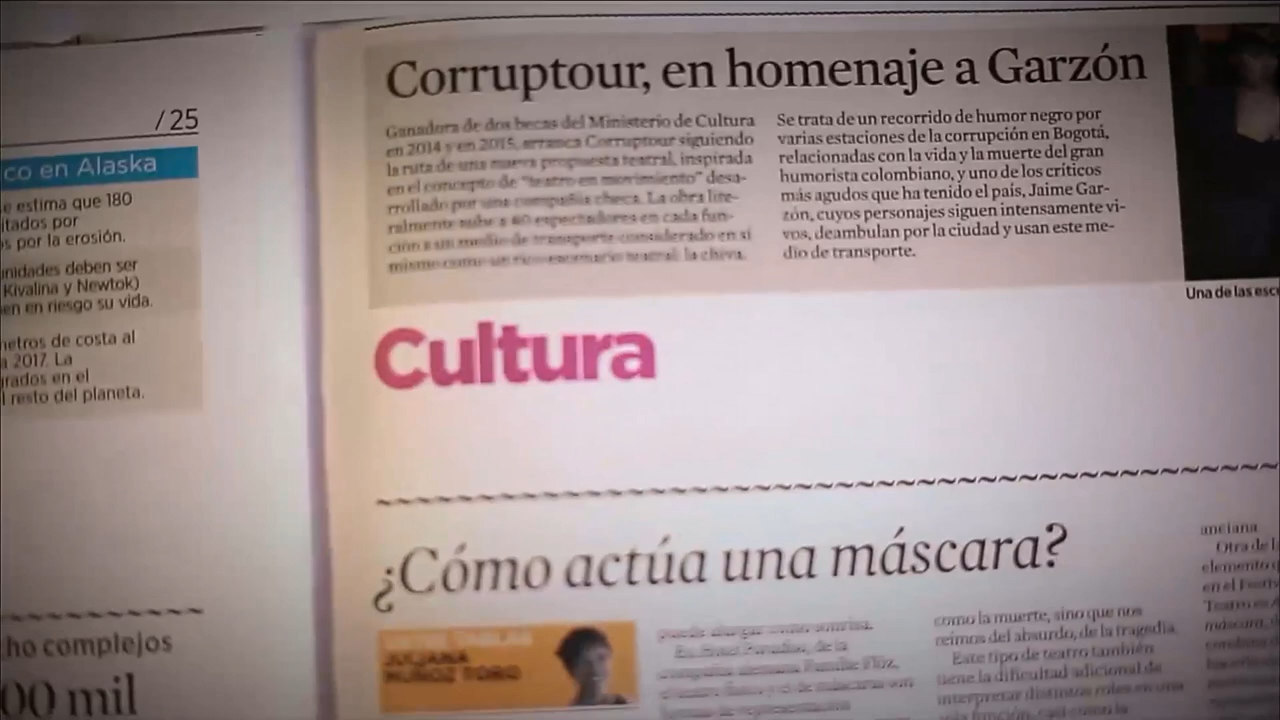 / 25
co en Alaska
e estima que 180
itados por
s por la erosión.
unidades deben ser
Kivalina y Newtok)
en en riesgo su vida.
metros de costa al
a 2017. La
grados en el
l resto del planeta.
ho complejos
00 mil
Corruptour, en homenaje a Garzón
Ganadora de dos becas del Ministerio de Cultura
en 2014 y en 2015, arranca Corruptour siguiendo
la ruta de una nueva propuesta teatral, inspirada
en el concepto de “teatro en movimiento” desa-
rrollado por una compañía checa. La obra lite-
ralmente sube a 60 espectadores en cada fun-
ción a un medio de transporte considerado en sí
mismo como un rico escenario teatral: la chiva.
Se trata de un recorrido de humor negro por
varias estaciones de la corrupción en Bogotá,
relacionadas con la vida y la muerte del gran
humorista colombiano, y uno de los críticos
más agudos que ha tenido el país, Jaime Gar-
zón, cuyos personajes siguen intensamente vi-
vos, deambulan por la ciudad y usan este me-
dio de transporte.
Una de las esc
Cultura
¿Cómo actúa una máscara?
JULIANA
MUÑOZ TORO
como la muerte, sino que nos
reímos del absurdo, de la tragedia.
Este tipo de teatro también
tiene la dificultad adicional de
interpretar distintos roles en una
anciana
Otra de l
elemento
en el Festi